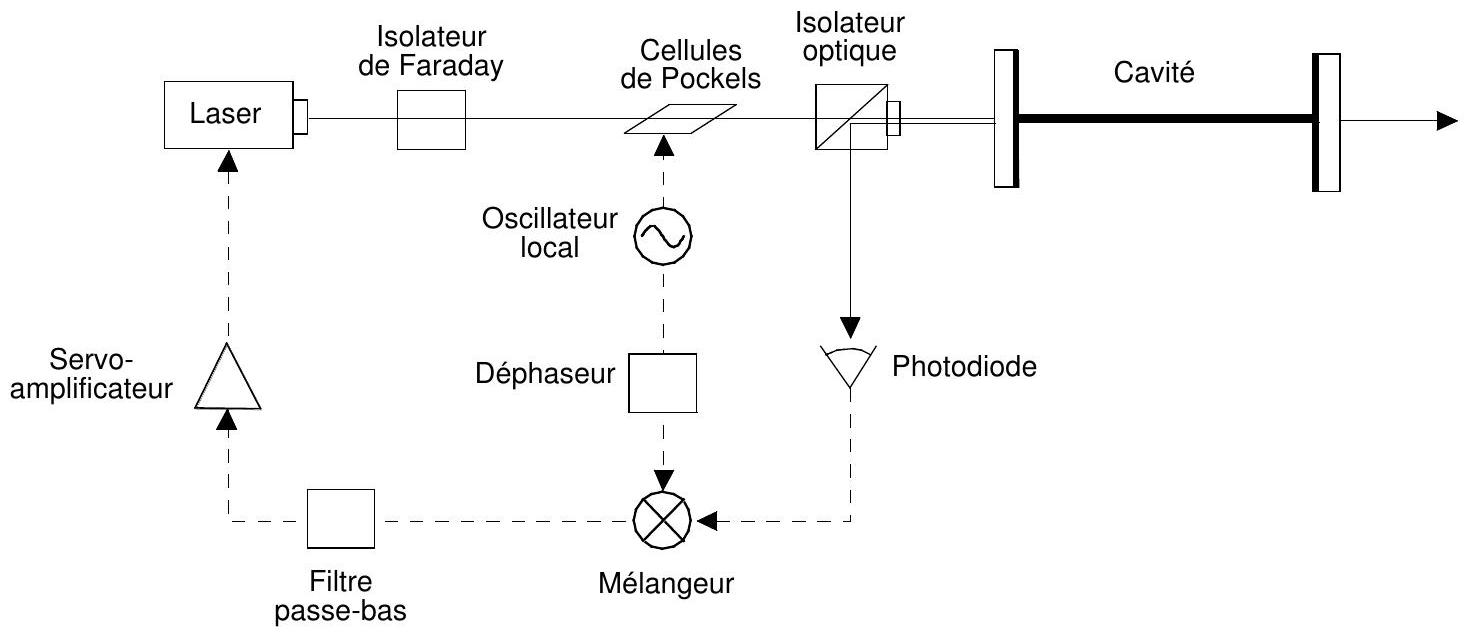 Isolateur
de Faraday
Cellules
de Pockels
Isolateur
optique
Cavité
Laser
Oscillateur
local
Servo-
amplificateur
Déphaseur
Photodiode
Filtre
passe-bas
Mélangeur